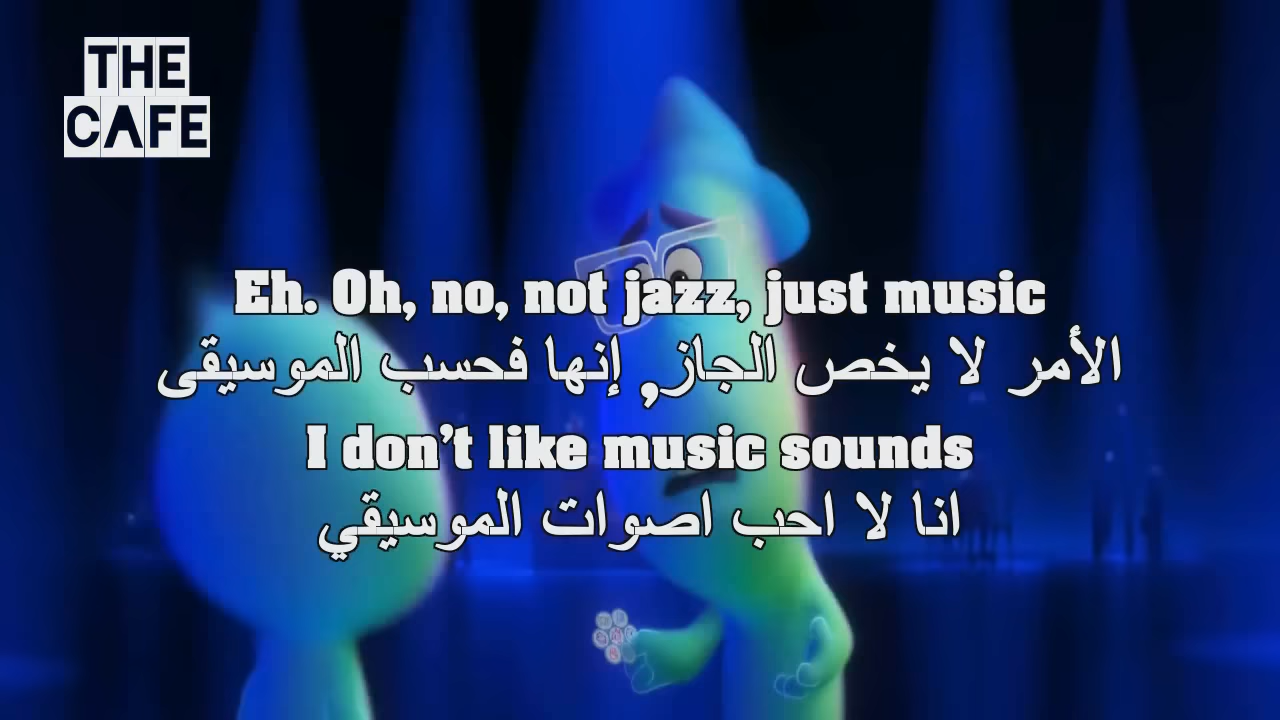 THE
CAFE
Eh. Oh, no, not jazz, just music
الأمر لا يخص الجاز, إنها فحسب الموسيقى
I don't like music sounds
انا لا احب اصوات الموسيقي